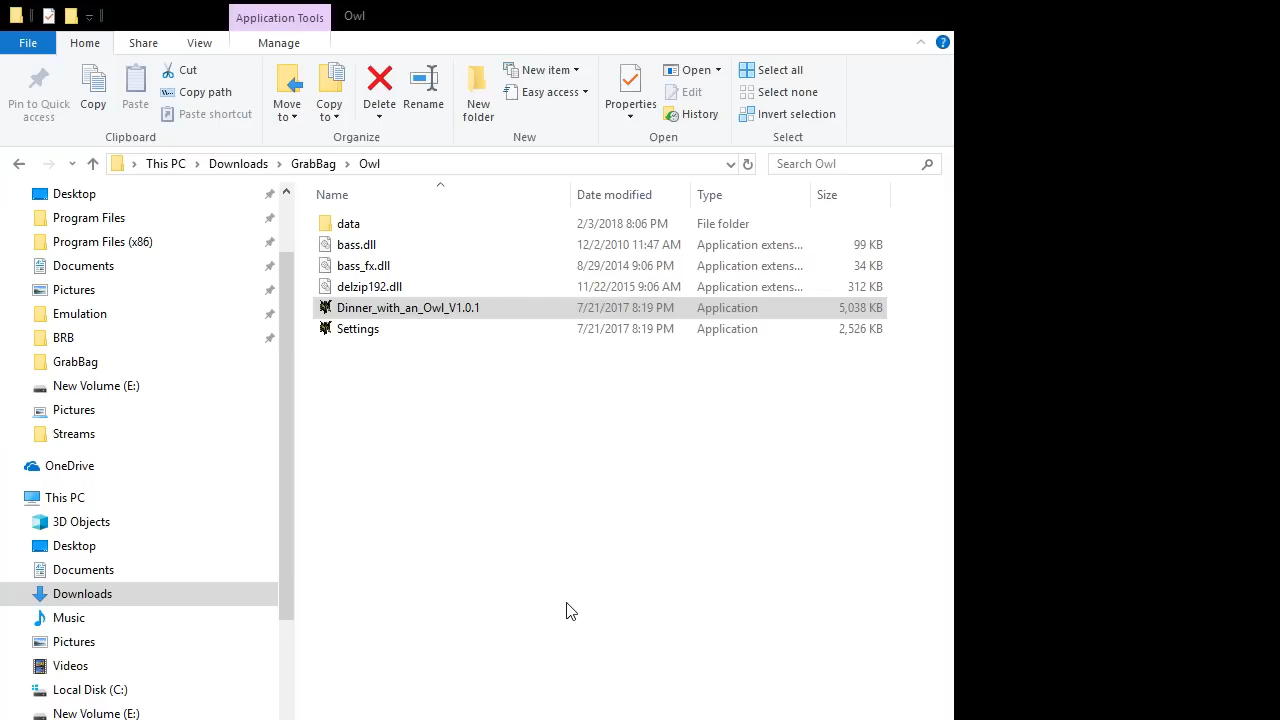 Application Tools
Owl
File
Home
Share
View
Manage
Pin to Quick access
Copy
Paste
Cut
Copy path
Paste shortcut
Clipboard
Move to
Copy to
Delete
Rename
Organize
New folder
New item
Easy access
New
Properties
Open
Edit
History
Open
Select all
Select none
Invert selection
Select
This PC
Downloads
GrabBag
Owl
Search Owl
Name
Date modified
Type
Size
data 2/3/2018 8:06 PM File folder
bass.dll 12/2/2010 11:47 AM Application extens... 99 KB
bass_fx.dll 8/29/2014 9:06 PM Application extens... 34 KB
delzip192.dll 11/22/2015 9:06 AM Application extens... 312 KB
Dinner_with_an_Owl_V1.0.1 7/21/2017 8:19 PM Application 5,038 KB
Settings 7/21/2017 8:19 PM Application 2,526 KB
Desktop
Program Files
Program Files (x86)
Documents
Pictures
Emulation
BRB
GrabBag
New Volume (E:)
Pictures
Streams
OneDrive
This PC
3D Objects
Desktop
Documents
Downloads
Music
Pictures
Videos
Local Disk (C:)
New Volume (E:)